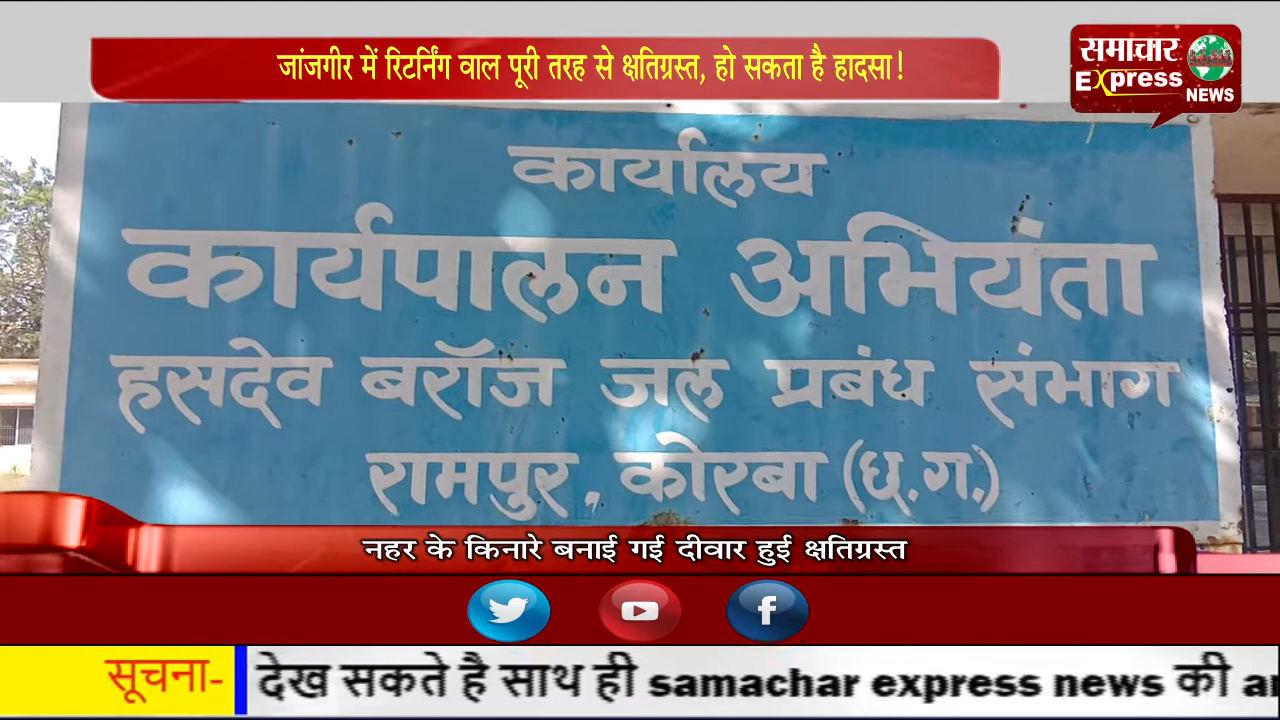 जांजगीर में रिटर्निंग वाल पूरी तरह से क्षतिग्रस्त, हो सकता है हादसा!
समाचार
Express
NEWS
कार्यालय
कार्यपालन अभियंता
हसदेव बरॉज जल प्रबंध संभाग
रामपुर, कोरबा (छ.ग.)
नहर के किनारे बनाई गई दीवार हुई क्षतिग्रस्त
सूचना- देख सकते है साथ ही samachar express news की